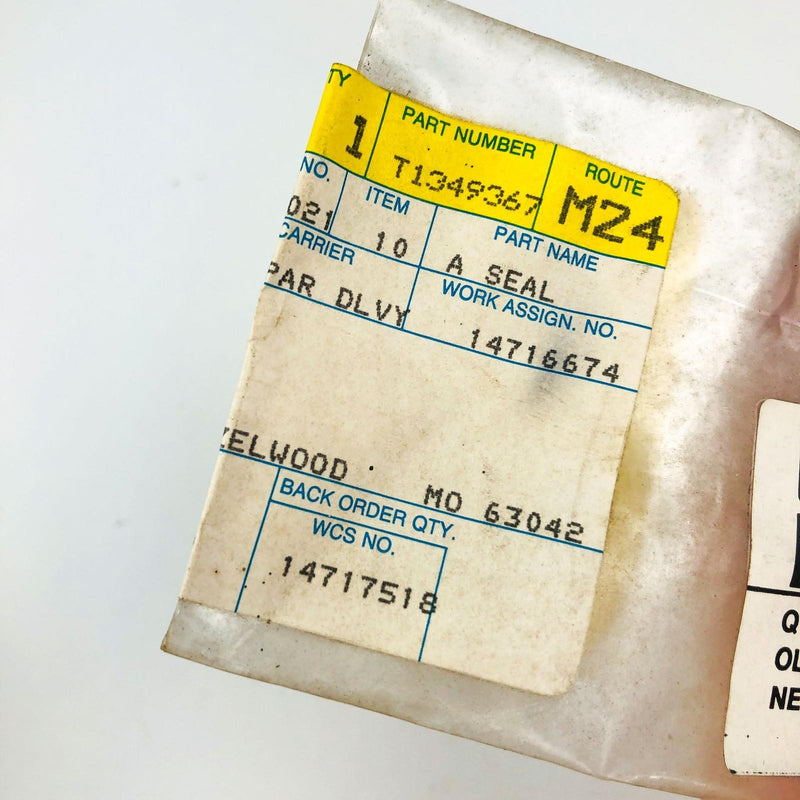 TY PART NUMBER ROUTE
1 T1349367 M24
NO. ITEM PART NAME
021 10 A SEAL
CARRIER WORK ASSIGN. NO.
PAR DLVY 14716674
ZELWOOD MO 63042
BACK ORDER QTY.
WCS NO.
14717518
Q
OL
NE